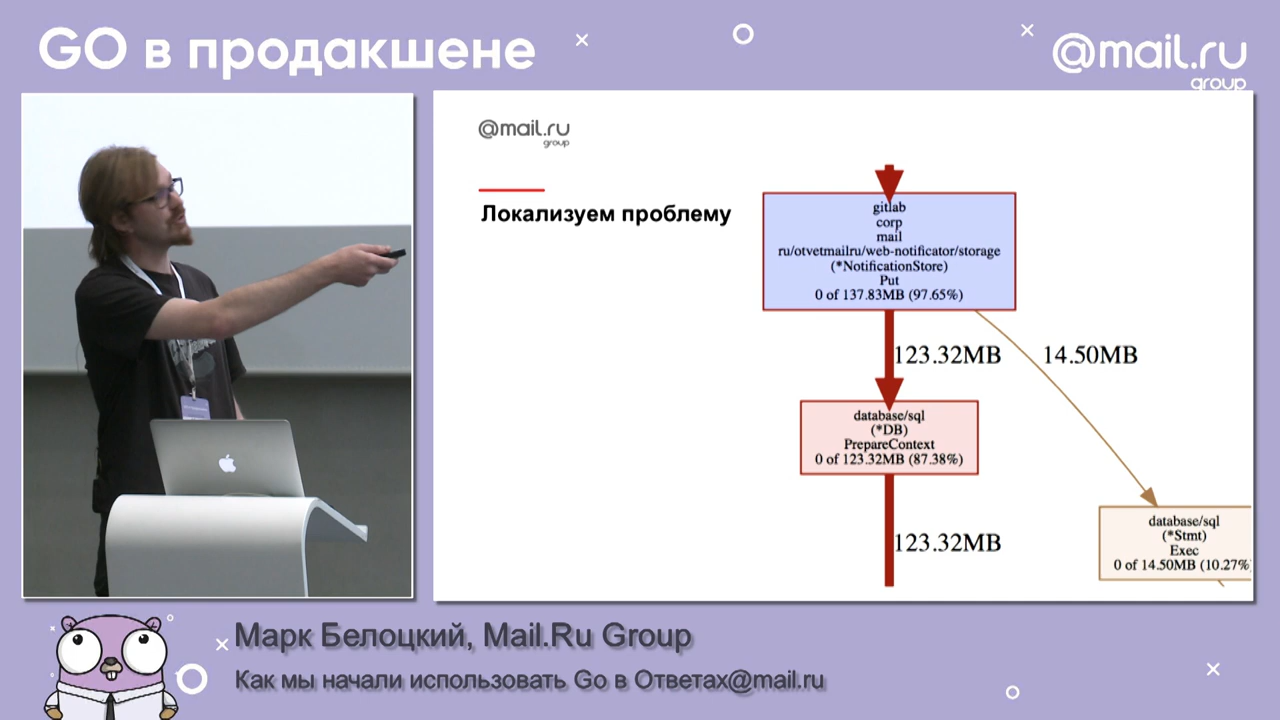 GO в продакшене
@mail.ru
group
@mail.ru
group
Локализуем проблему
gitlab
corp
mail
ru/otvetmailru/web-notificator/storage
(*NotificationStore)
Put
0 of 137.83MB (97.65%)
123.32MB
14.50MB
database/sql
(*DB)
PrepareContext
0 of 123.32MB (87.38%)
123.32MB
database/sql
(*Stmt)
Exec
0 of 14.50MB (10.27%
Марк Белоцкий, Mail.Ru Group
Как мы начали использовать Go в Ответах@mail.ru